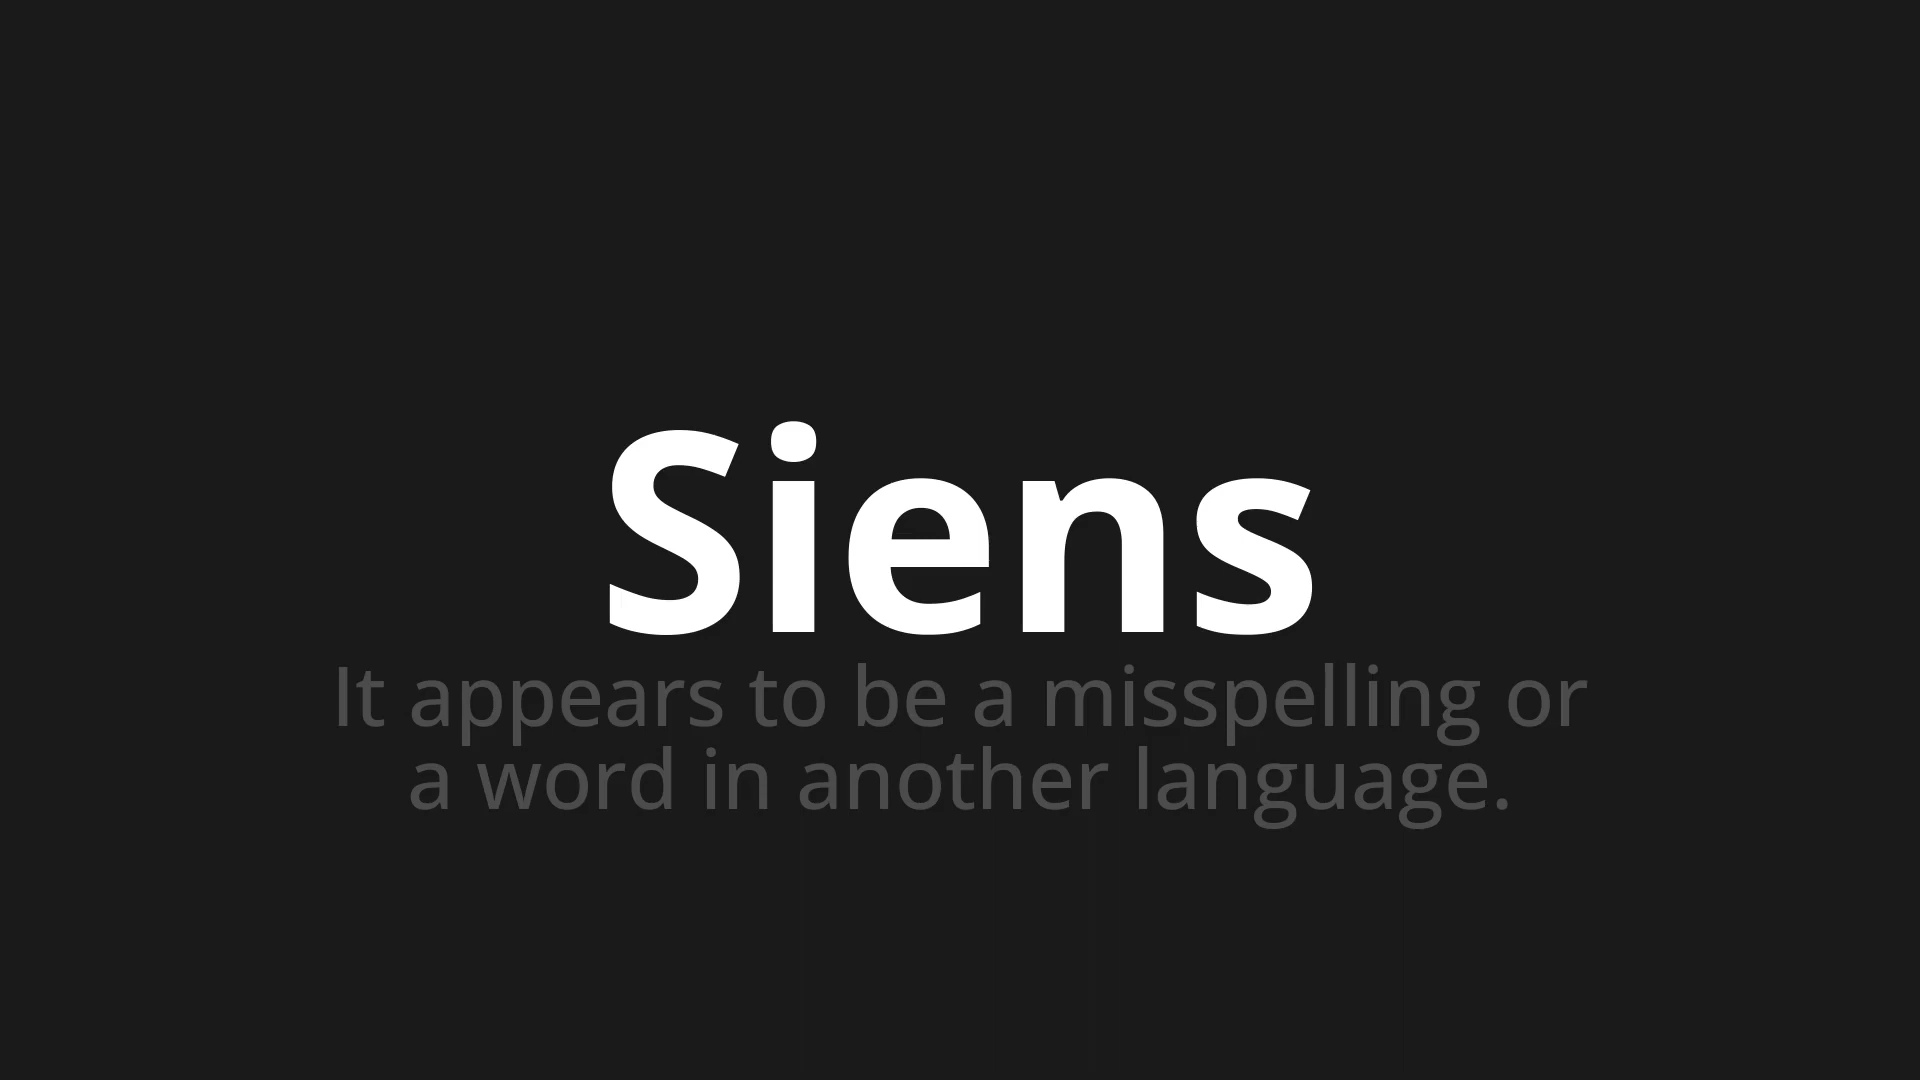 Siens
It appears to be a misspelling or
a word in another language.